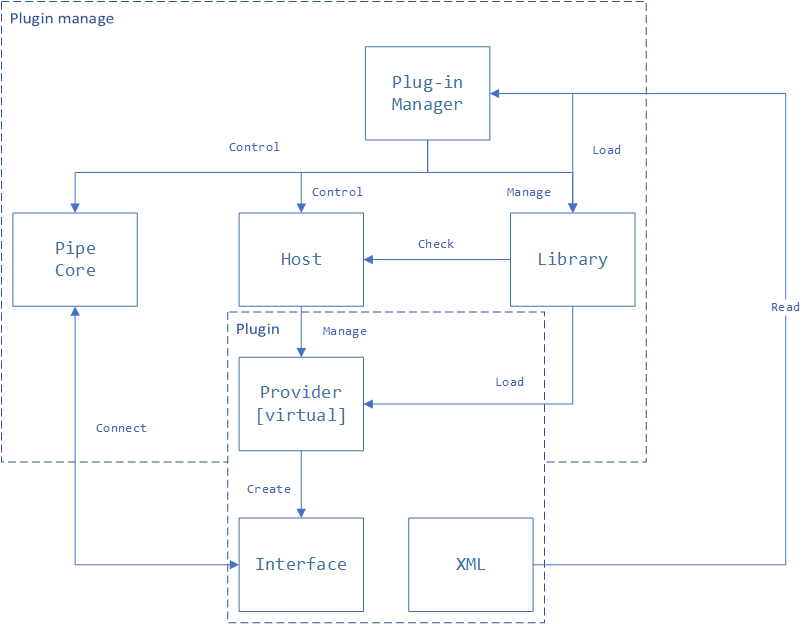 Plugin manage
Plug-in
Manager
Control
Load
Control
Manage
Pipe
Core
Host
Check
Library
Read
Plugin
Manage
Provider
[virtual]
Load
Connect
Create
Interface
XML